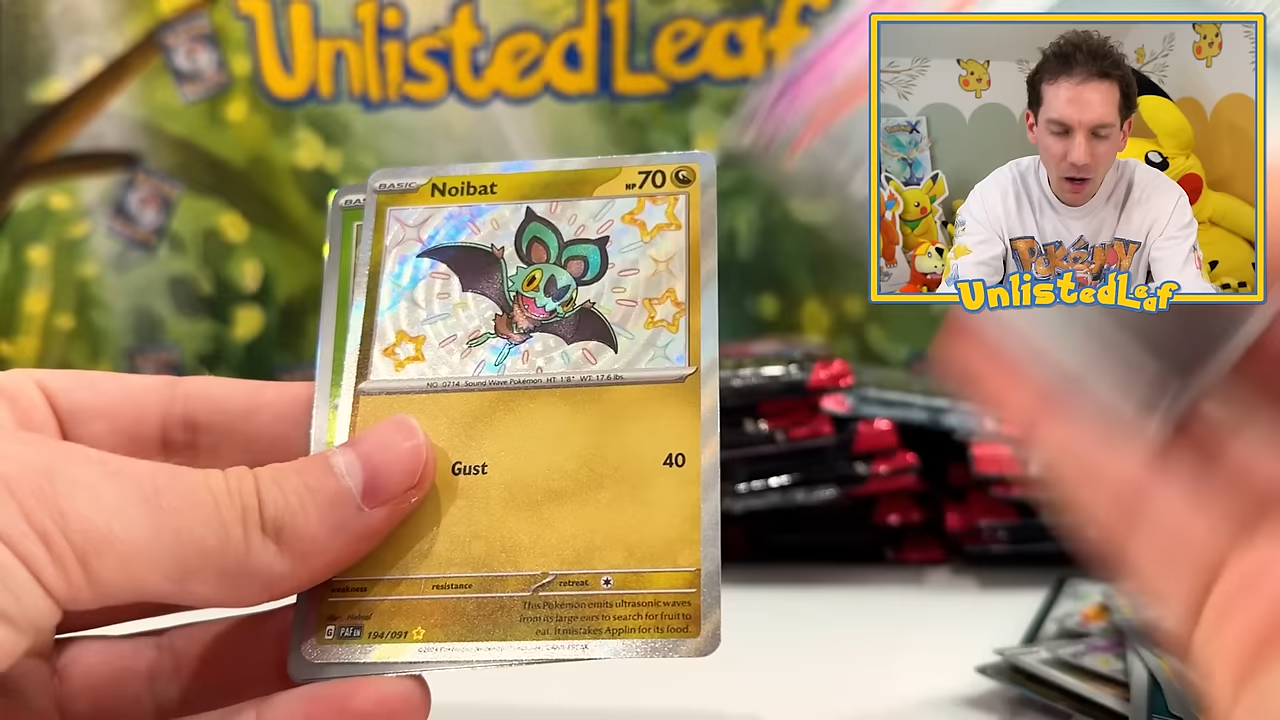 UnlistedLeaf
BASIC
Noibat
HP 70
NO. 0714 Sound Wave Pokémon HT: 1'8" WT: 17.6 lbs.
Gust
40
weakness
resistance
retreat
This Pokémon emits ultrasonic waves
from its large ears to search for fruit to
eat. It mistakes Applin for its food.
G PAF EN 194/091
BAS
POKéMON
UnlistedLeaf